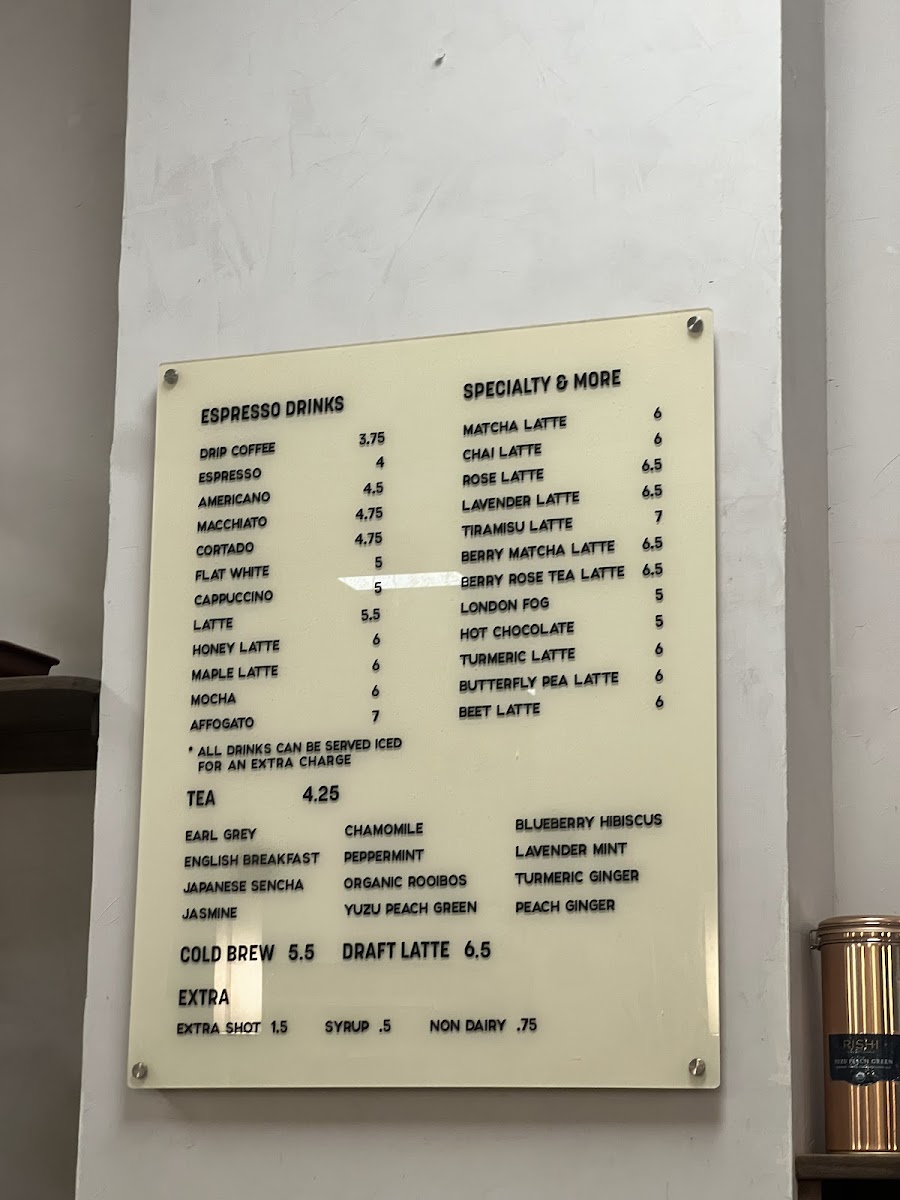 ESPRESSO DRINKS
DRIP COFFEE 3.75
ESPRESSO 4
AMERICANO 4.5
MACCHIATO 4.75
CORTADO 4.75
FLAT WHITE 5
CAPPUCCINO 5
LATTE 5.5
HONEY LATTE 6
MAPLE LATTE 6
MOCHA 6
AFFOGATO 7
* ALL DRINKS CAN BE SERVED ICED
FOR AN EXTRA CHARGE
SPECIALTY & MORE
MATCHA LATTE 6
CHAI LATTE 6
ROSE LATTE 6.5
LAVENDER LATTE 6.5
TIRAMISU LATTE 7
BERRY MATCHA LATTE 6.5
BERRY ROSE TEA LATTE 6.5
LONDON FOG 5
HOT CHOCOLATE 5
TURMERIC LATTE 6
BUTTERFLY PEA LATTE 6
BEET LATTE 6
TEA 4.25
EARL GREY CHAMOMILE BLUEBERRY HIBISCUS
ENGLISH BREAKFAST PEPPERMINT LAVENDER MINT
JAPANESE SENCHA ORGANIC ROOIBOS TURMERIC GINGER
JASMINE YUZU PEACH GREEN PEACH GINGER
COLD BREW 5.5 DRAFT LATTE 6.5
EXTRA
EXTRA SHOT 1.5 SYRUP .5 NON DAIRY .75
RISHI
PEACH GREEN